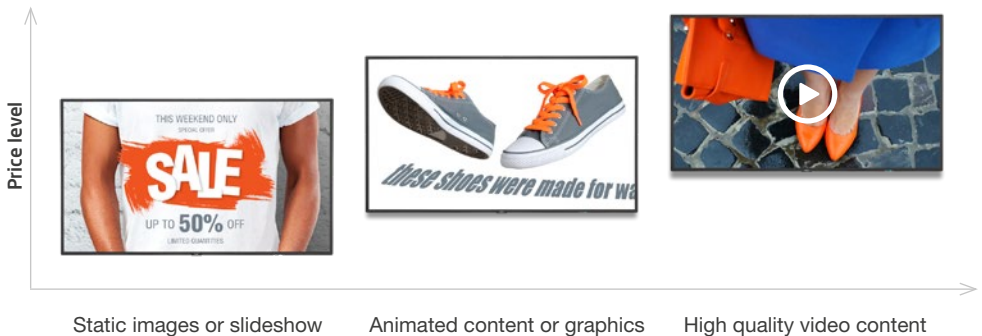 Price level
THIS WEEKEND ONLY
SPECIAL OFFER
SALE
UP TO 50% OFF
LIMITED QUANTITIES
these shoes were made for wa
Static images or slideshow
Animated content or graphics
High quality video content